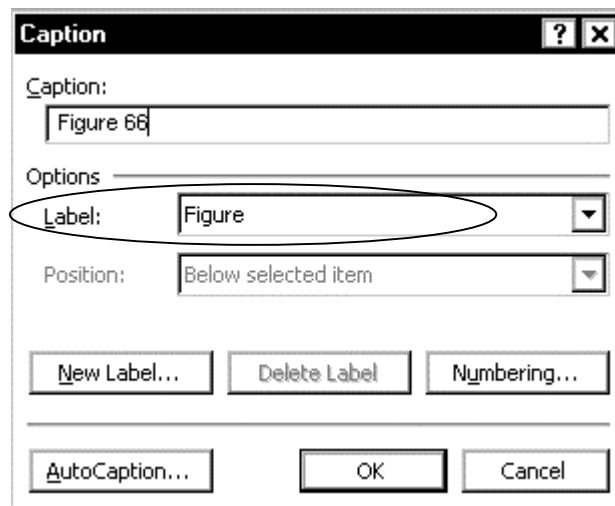 Caption
Caption:
Figure 66
Options
Label: Figure
Position: Below selected item
New Label... Delete Label Numbering...
AutoCaption... OK Cancel